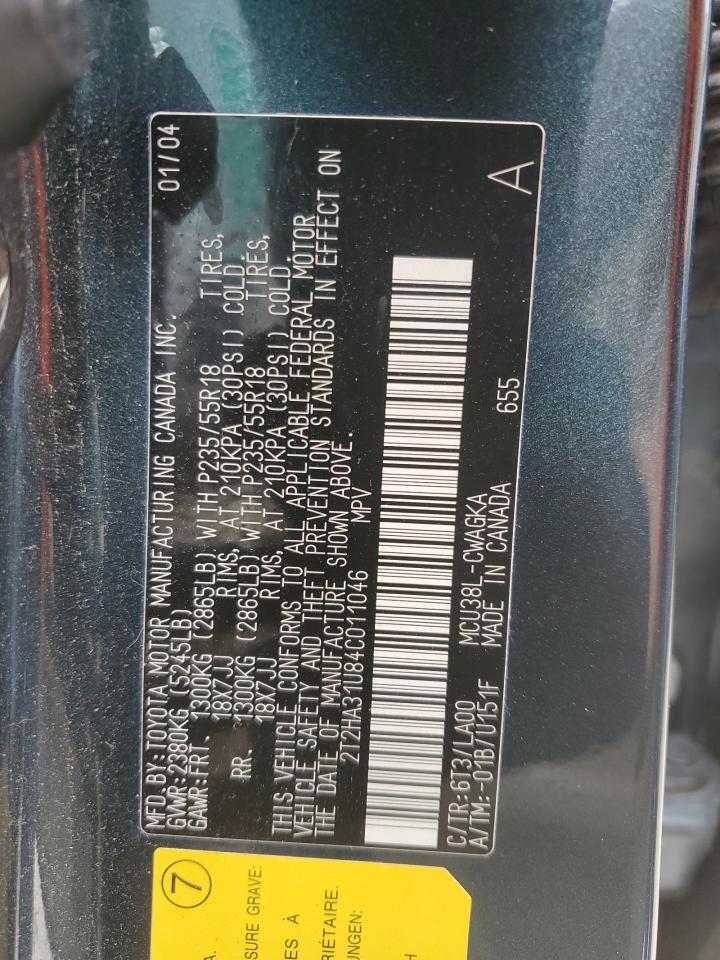 MFD.BY:TOYOTA MOTOR MANUFACTURING CANADA INC. 01/04
GVWR:2380KG (5245LB)
GAWR:FRT. 1300KG (2865LB) WITH P235/55R18 TIRES,
18X7JJ RIMS, AT 210KPA (30PSI) COLD.
RR. 1300KG (2865LB) WITH P235/55R18 TIRES,
18X7JJ RIMS, AT 210KPA (30PSI) COLD
THIS VEHICLE CONFORMS TO ALL APPLICABLE FEDERAL MOTOR
VEHICLE SAFETY AND THEFT PREVENTION STANDARDS IN EFFECT ON
THE DATE OF MANUFACTURE SHOWN ABOVE.
2T2HA31U84C011046 MPV
C/TR:6T3/LA00 MCU38L-CWAGKA
A/TM:-01B/U151F MADE IN CANADA 655 A
7
A.
SURE GRAVE:
ES À
RIÉTAIRE.
UNGEN:
H